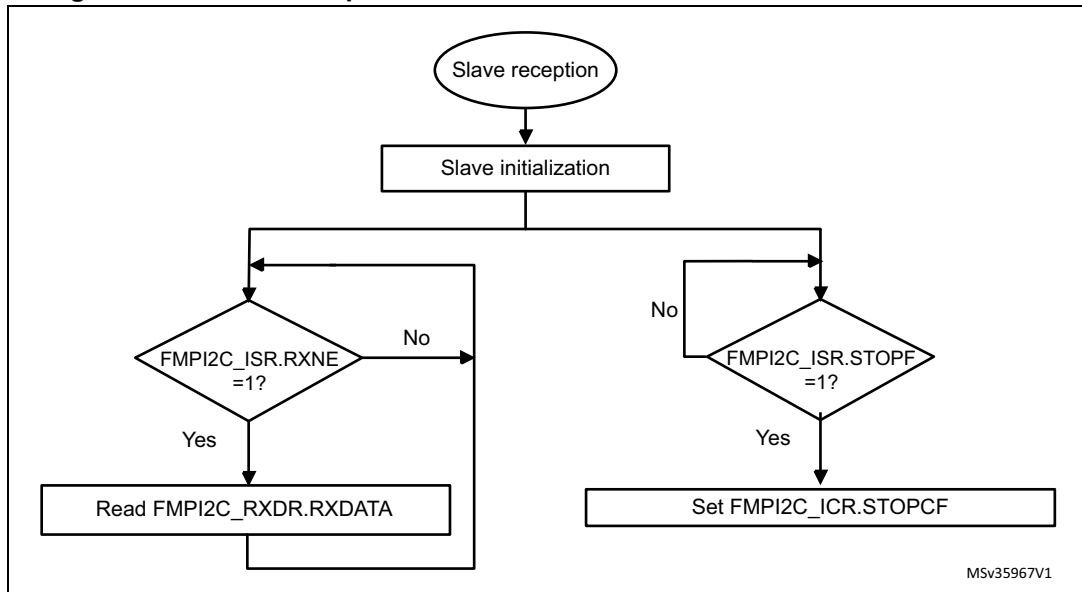 Slave reception
Slave initialization
No
FMPI2C_ISR.RXNE
=1?
Yes
Read FMPI2C_RXDR.RXDATA
No
FMPI2C_ISR.STOPF
=1?
Yes
Set FMPI2C_ICR.STOPCF
MSv35967V1